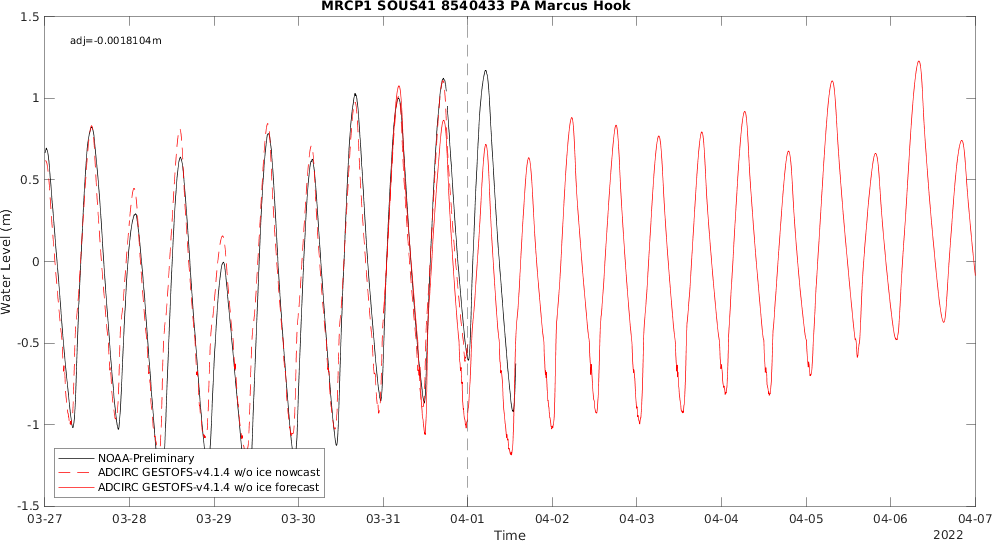 MRCP1 SOUS41 8540433 PA Marcus Hook
adj=-0.0018104m
Water Level (m)
1.5
1
0.5
0
-0.5
-1
-1.5
NOAA-Preliminary
ADCIRC GESTOFS-v4.1.4 w/o ice nowcast
ADCIRC GESTOFS-v4.1.4 w/o ice forecast
03-27 03-28 03-29 03-30 03-31 04-01 04-02 04-03 04-04 04-05 04-06 04-07
Time
2022